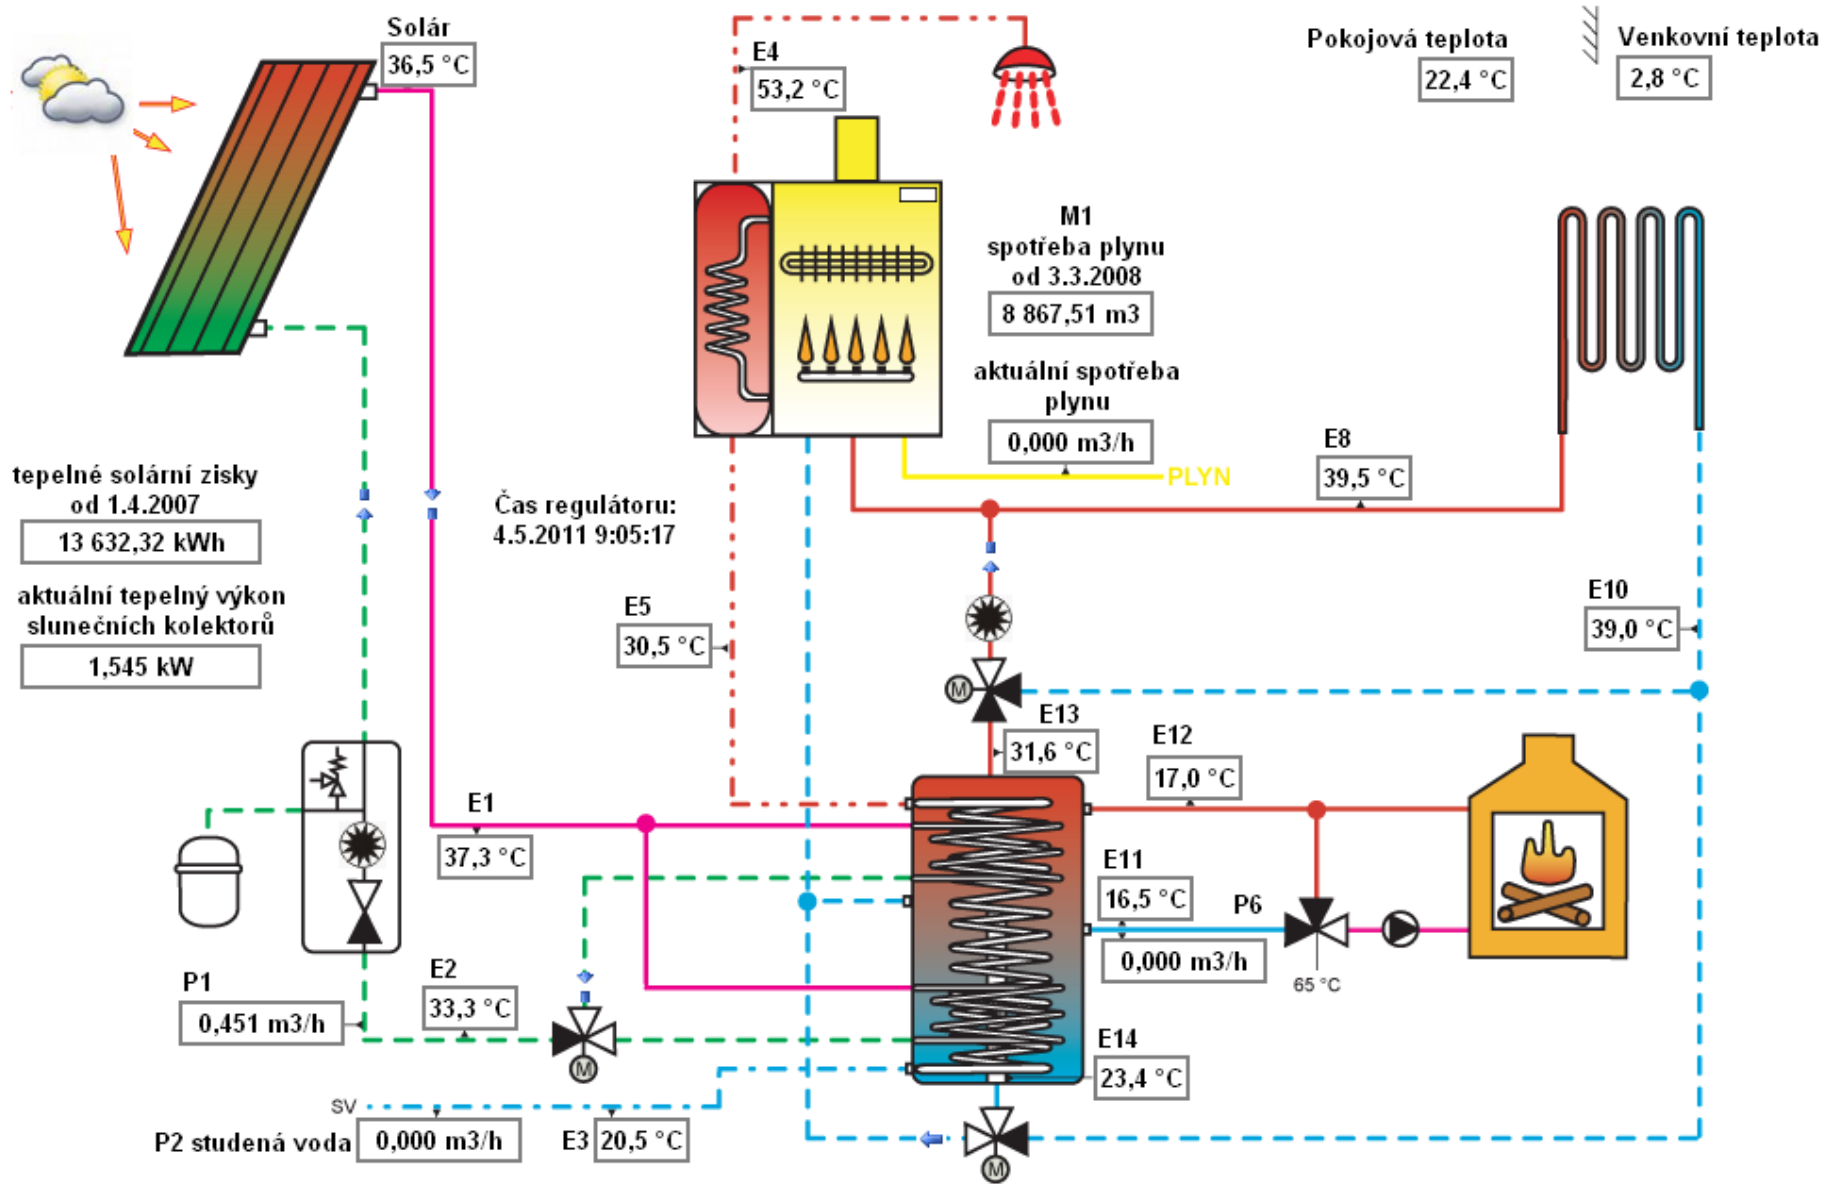 Solár
36,5 °C
E4
53,2 °C
Pokojová teplota
22,4 °C
Venkovní teplota
2,8 °C
M1
spotřeba plynu
od 3.3.2008
8 867,51 m3
aktuální spotřeba
plynu
0,000 m3/h
PLYN
E8
39,5 °C
tepelné solární zisky
od 1.4.2007
13 632,32 kWh
aktuální tepelný výkon
slunečních kolektorů
1,545 kW
Čas regulátoru:
4.5.2011 9:05:17
E5
30,5 °C
E10
39,0 °C
M
E13
31,6 °C
E12
17,0 °C
E1
37,3 °C
E11
16,5 °C
P6
0,000 m3/h
65 °C
P1
0,451 m3/h
E2
33,3 °C
M
E14
23,4 °C
SV
P2 studená voda
0,000 m3/h
E3
20,5 °C
M